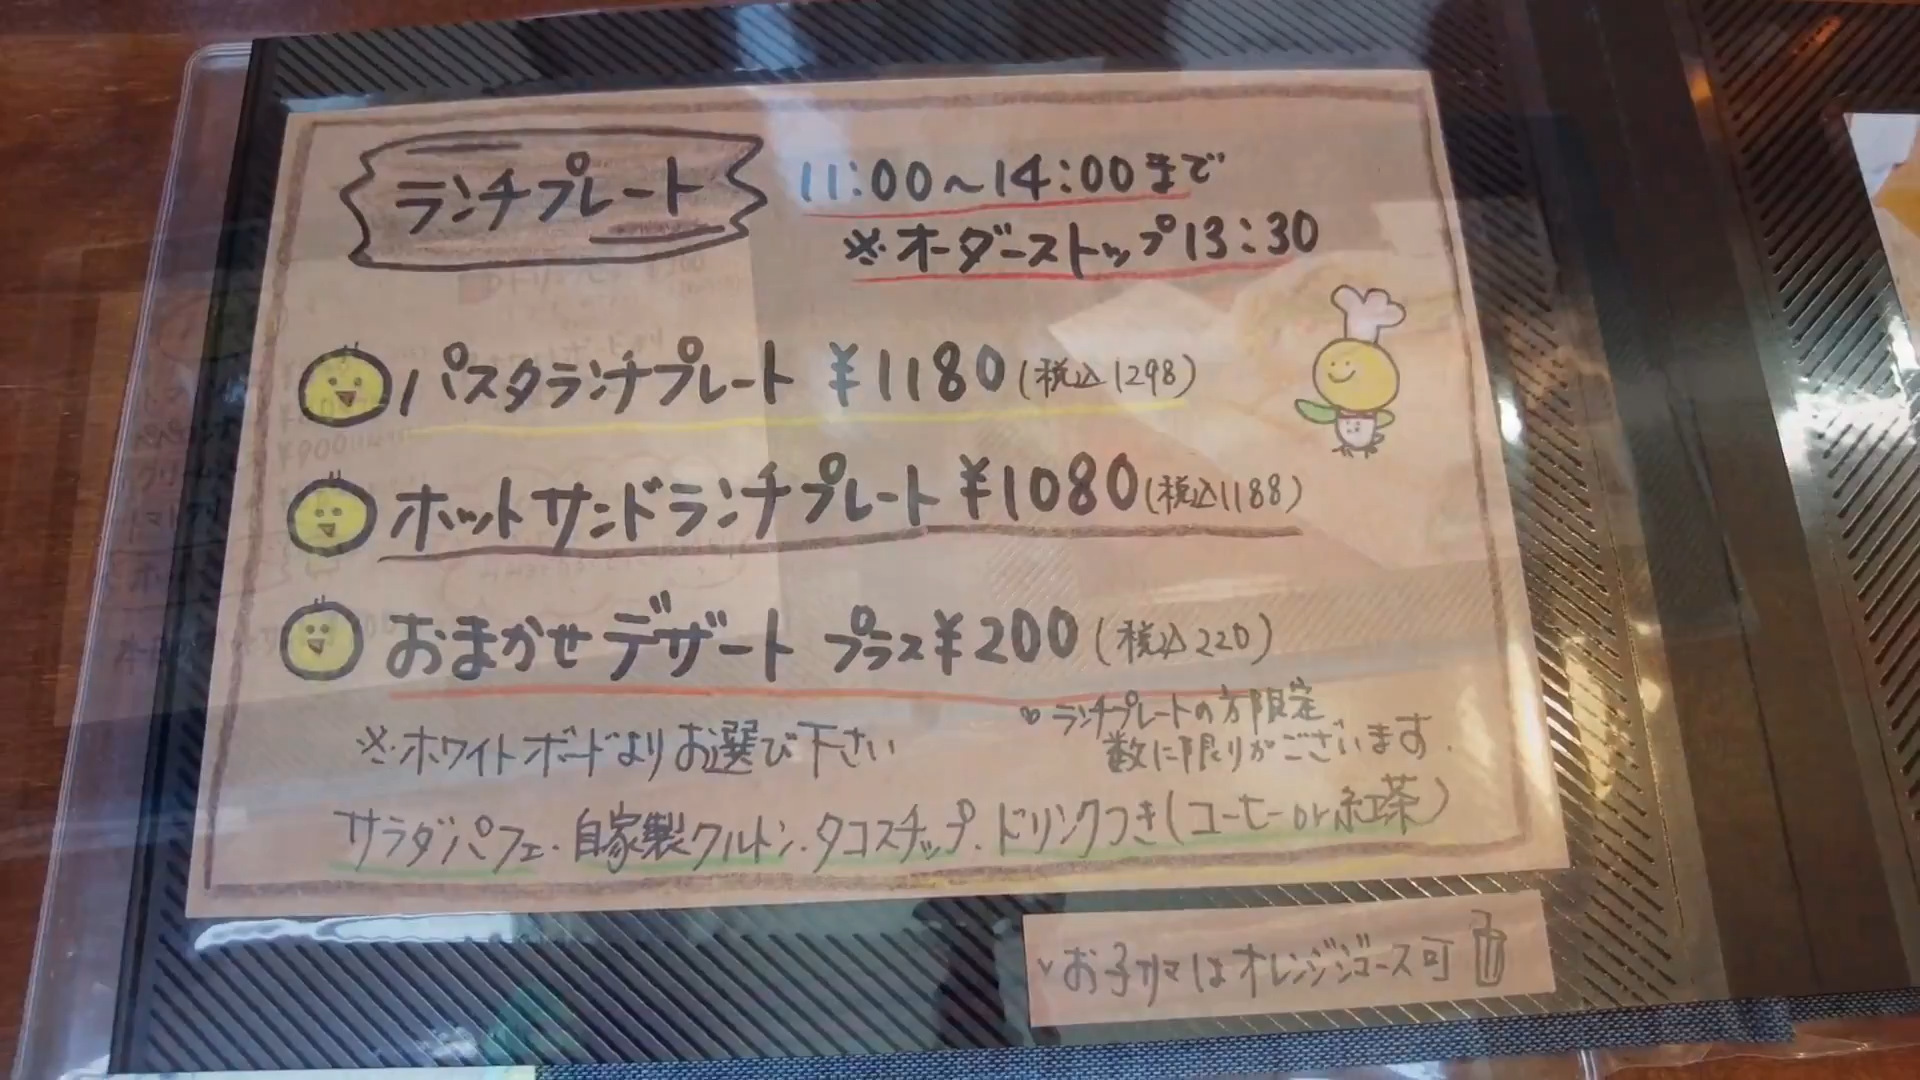 ランチプレート
11:00～14:00まで
※オーダーストップ13:30
パスタランチプレート ¥1180(税込1298)
ホットサンドランチプレート ¥1080(税込1188)
おまかせデザート プラス¥200(税込220)
※ホワイトボードよりお選び下さい
ランチプレートの方限定
数に限りがございます.
サラダパフェ・自家製クルトン・タコスチップ・ドリンクつき(コーヒーor紅茶)
お子様はオレンジジュース可